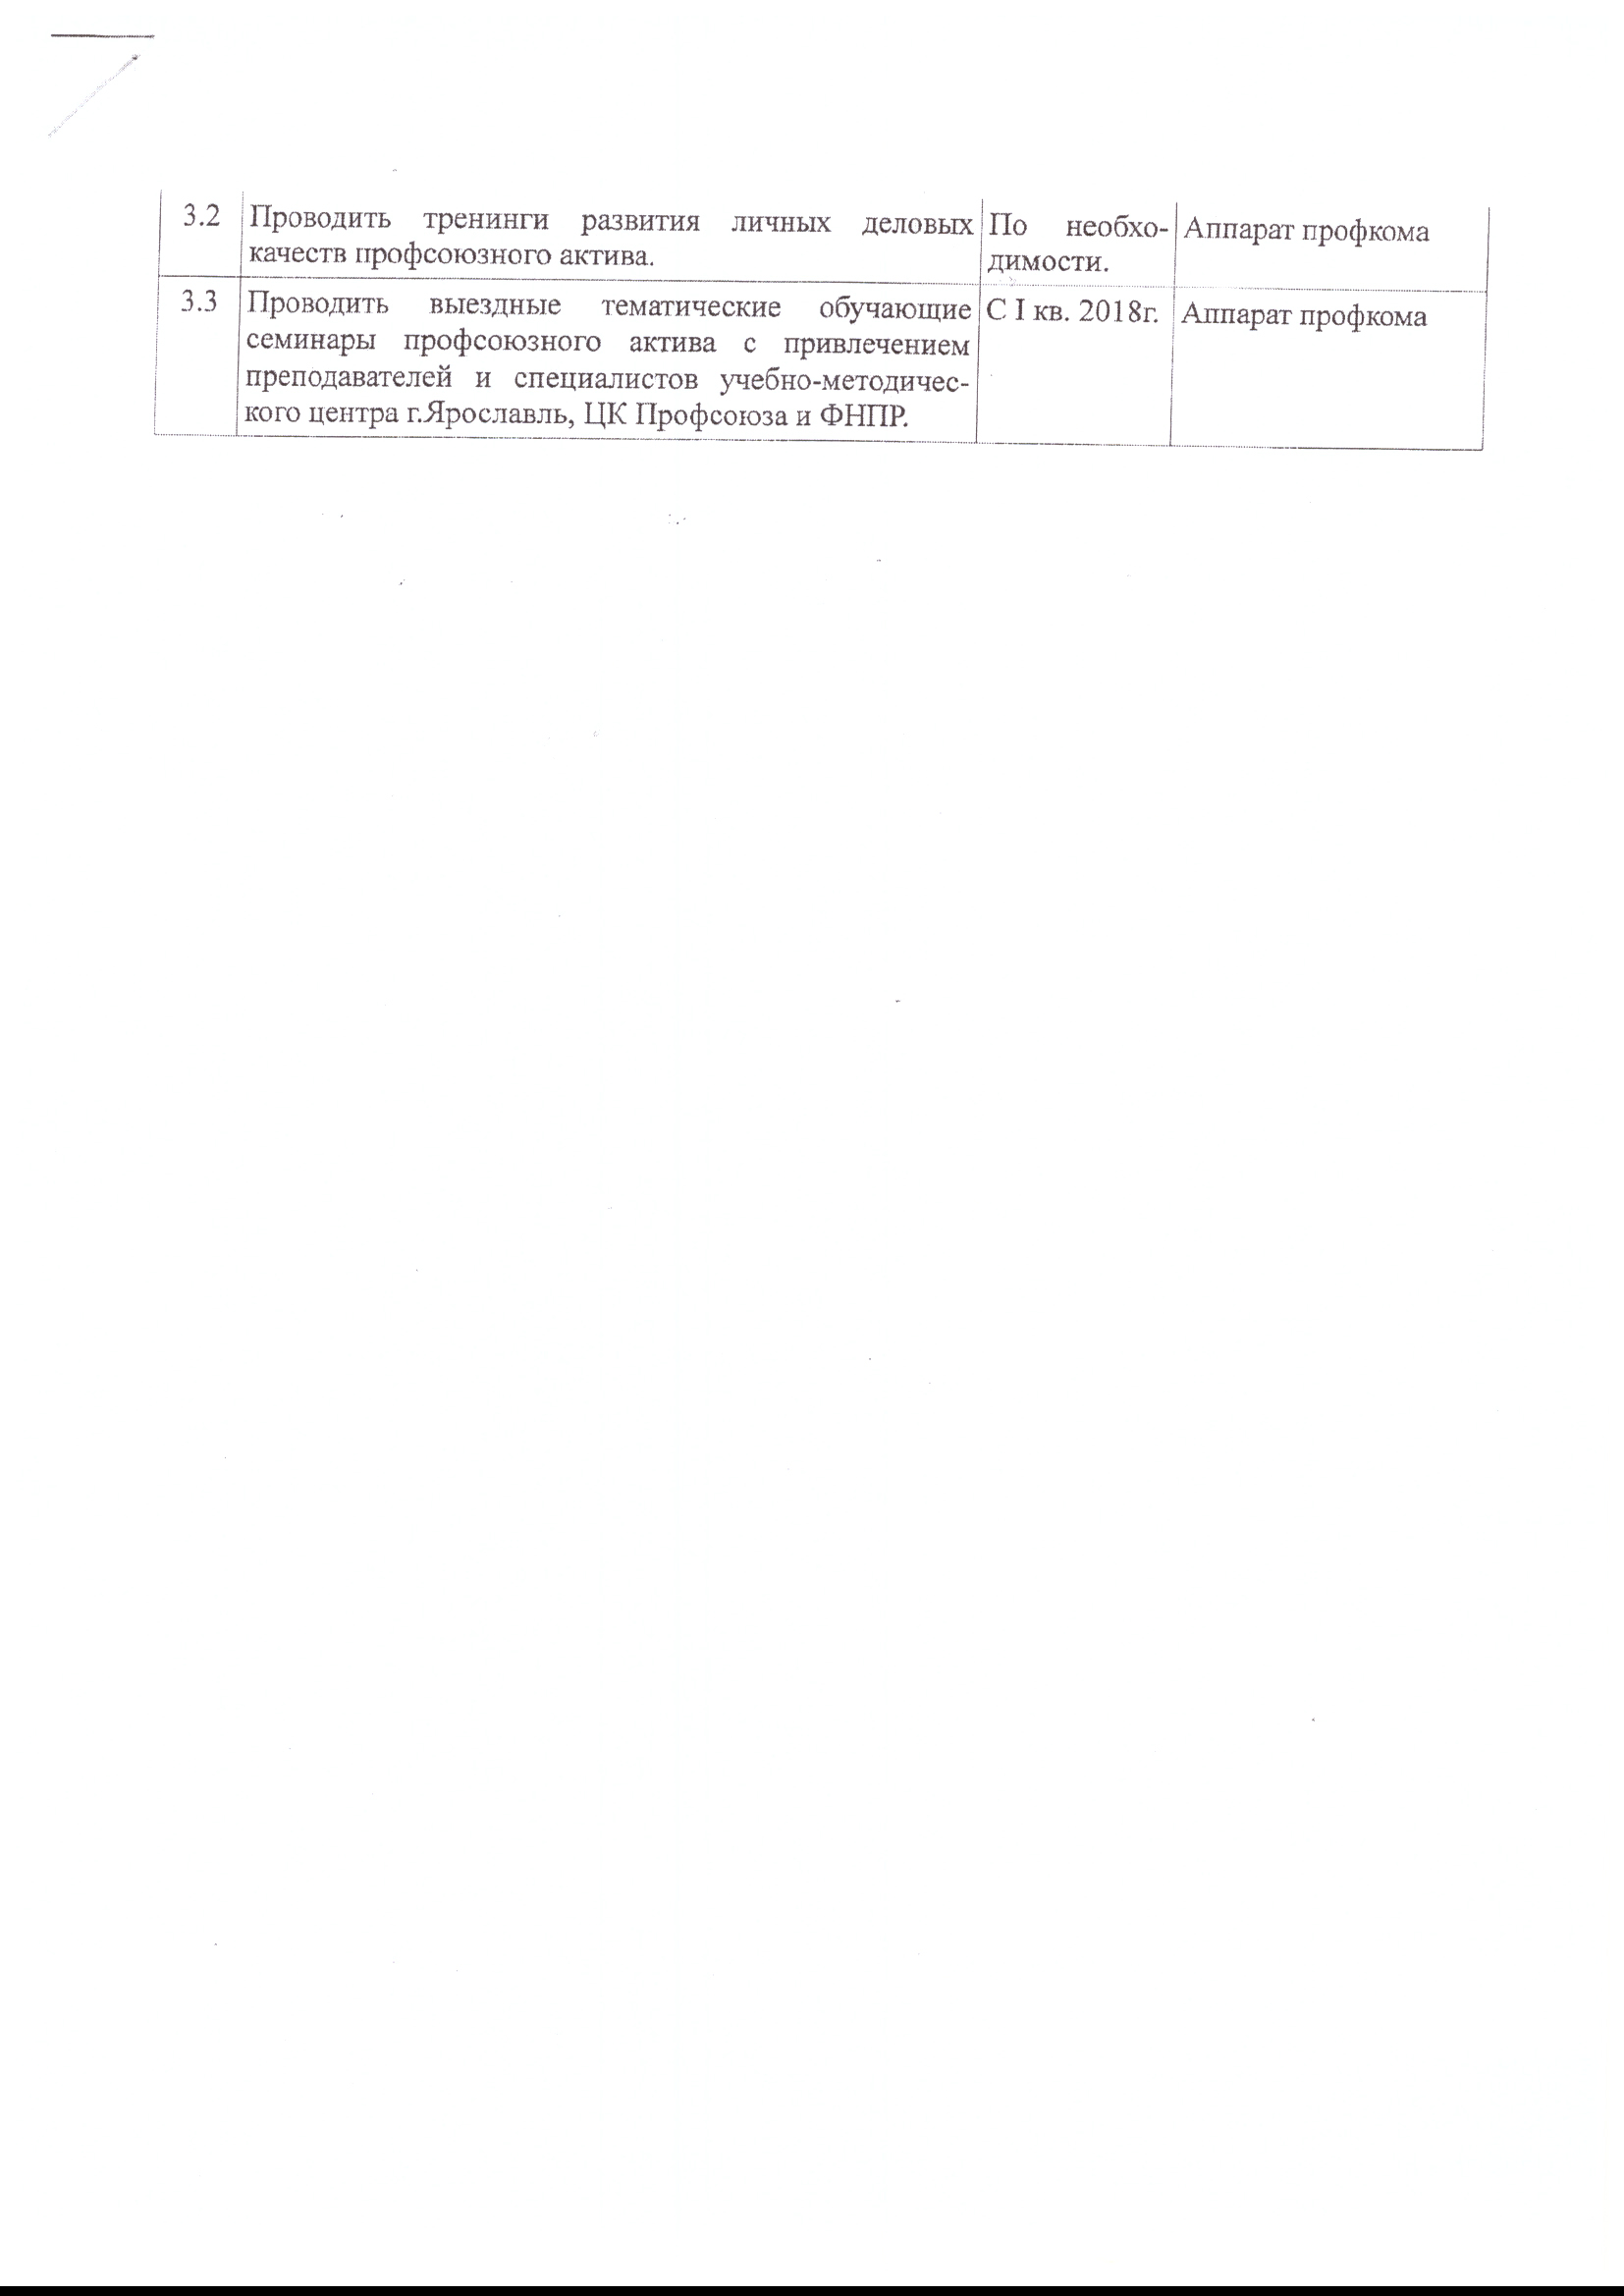 3.2 Проводить тренинги развития личных деловых По необхо- Аппарат профкома
качеств профсоюзного актива. димости.
3.3 Проводить выездные тематические обучающие С I кв. 2018г. Аппарат профкома
семинары профсоюзного актива с привлечением
преподавателей и специалистов учебно-методичес-
кого центра г.Ярославль, ЦК Профсоюза и ФНПР.